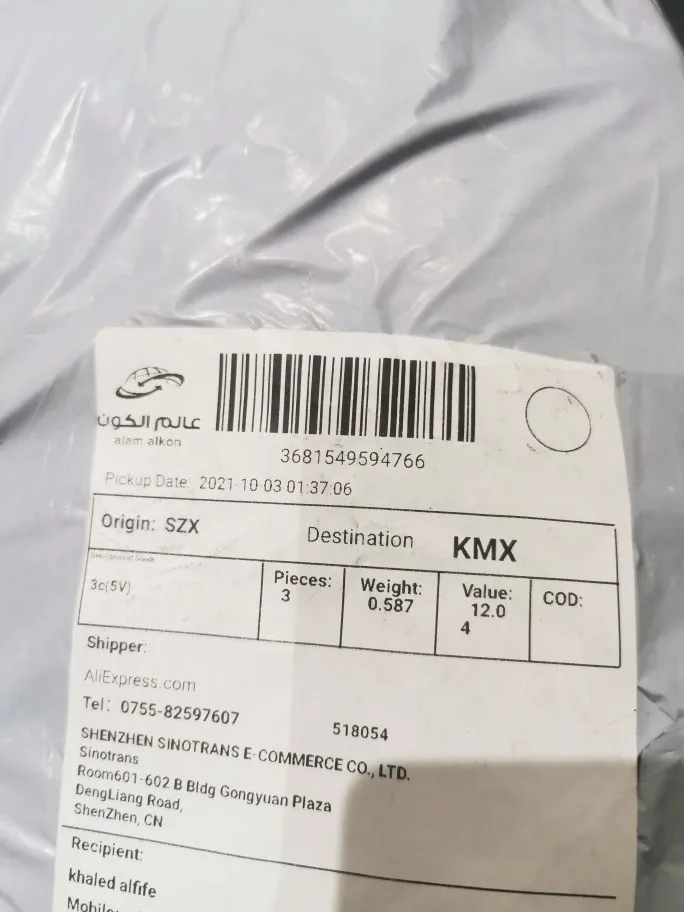 عالم الكون
alam alkon
3681549594766
Pickup Date: 2021-10-03 01:37:06
Origin: SZX Destination KMX
3c(5V) Pieces: 3 Weight: 0.587 Value: 12.04 COD:
Shipper:
AliExpress.com
Tel: 0755-82597607
518054
SHENZHEN SINOTRANS E-COMMERCE CO., LTD.
Sinotrans
Room601-602 B Bldg Gongyuan Plaza
DengLiang Road,
ShenZhen, CN
Recipient:
khaled alfife